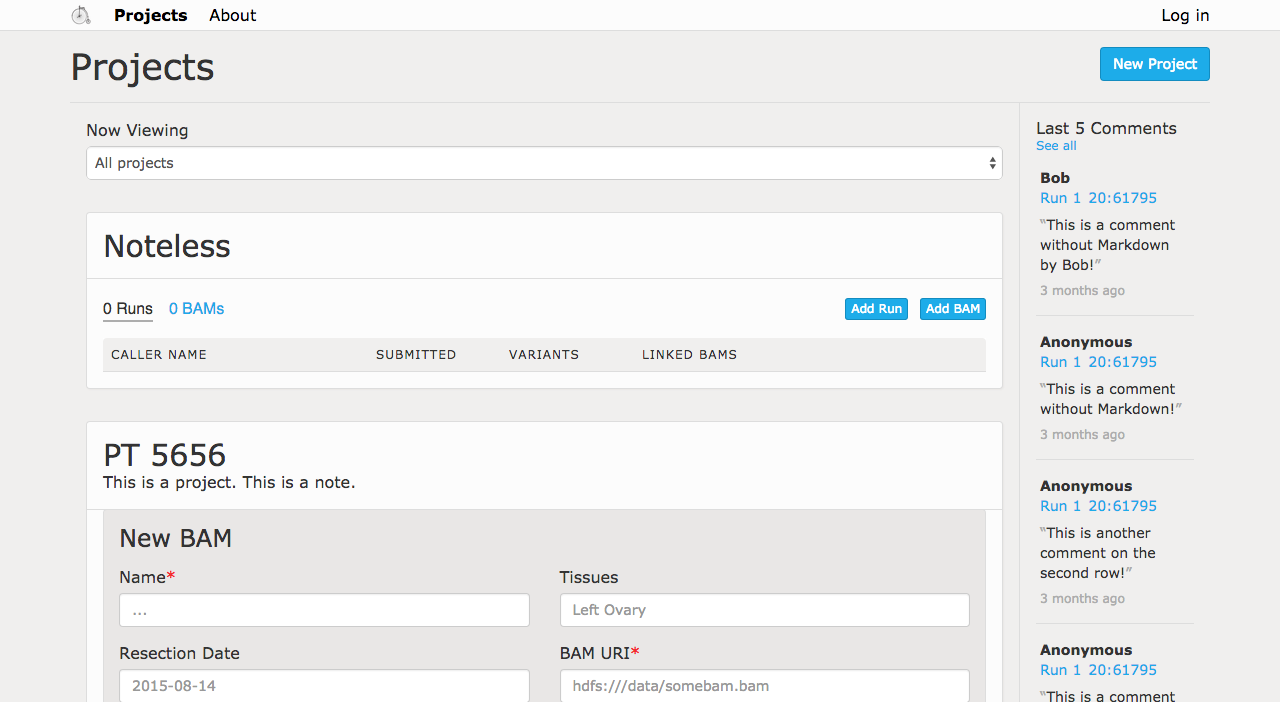 Projects About Log in
Projects
New Project
Now Viewing
All projects
Noteless
0 Runs 0 BAMs Add Run Add BAM
CALLER NAME SUBMITTED VARIANTS LINKED BAMS
PT 5656
This is a project. This is a note.
New BAM
Name* Tissues
... Left Ovary
Resection Date BAM URI*
2015-08-14 hdfs:///data/somebam.bam
Last 5 Comments
See all
Bob
Run 1 20:61795
"This is a comment
without Markdown
by Bob!"
3 months ago
Anonymous
Run 1 20:61795
"This is a comment
without Markdown!"
3 months ago
Anonymous
Run 1 20:61795
"This is another
comment on the
second row!"
3 months ago
Anonymous
Run 1 20:61795
"This is a comment